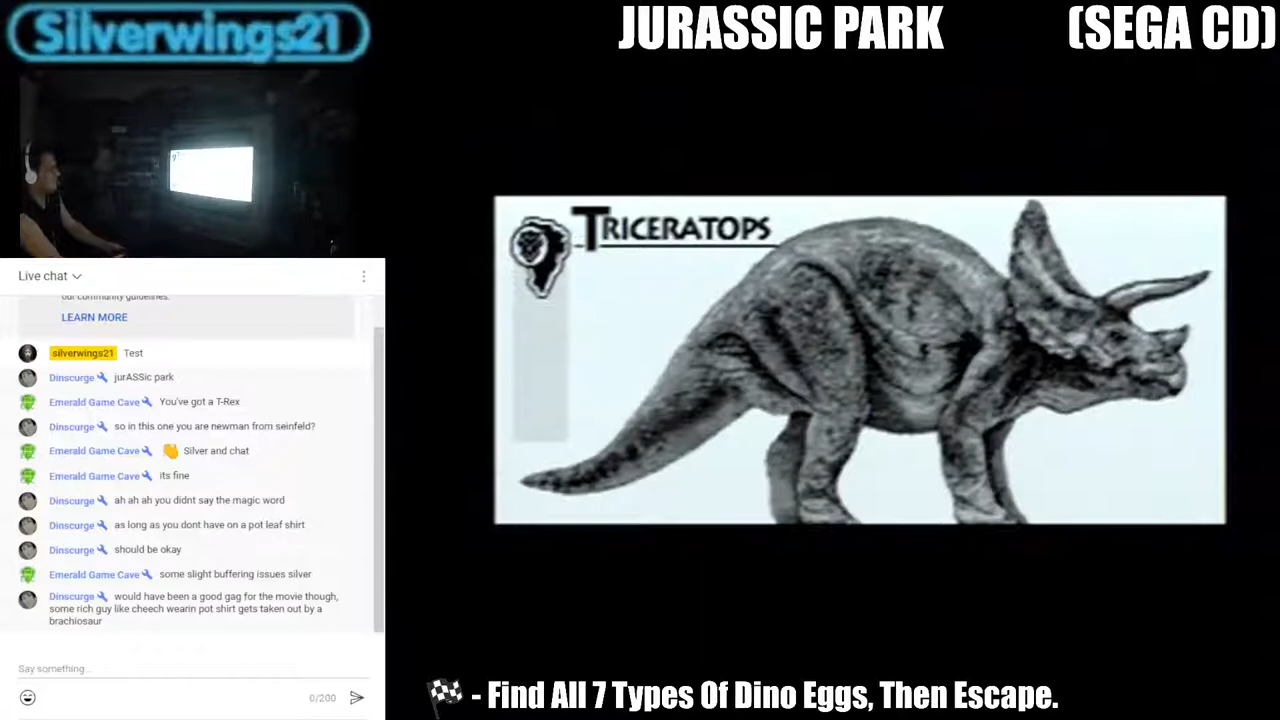 Silverwings21
JURASSIC PARK (SEGA CD)
TRICERATOPS
Live chat
our community guidelines.
LEARN MORE
silverwings21 Test
Dinscurge jurASSic park
Emerald Game Cave You've got a T-Rex
Dinscurge so in this one you are newman from seinfeld?
Emerald Game Cave Silver and chat
Emerald Game Cave its fine
Dinscurge ah ah ah you didnt say the magic word
Dinscurge as long as you dont have on a pot leaf shirt
Dinscurge should be okay
Emerald Game Cave some slight buffering issues silver
Dinscurge would have been a good gag for the movie though,
some rich guy like cheech wearin pot shirt gets taken out by a
brachiosaur
Say something...
0/200
- Find All 7 Types Of Dino Eggs, Then Escape.